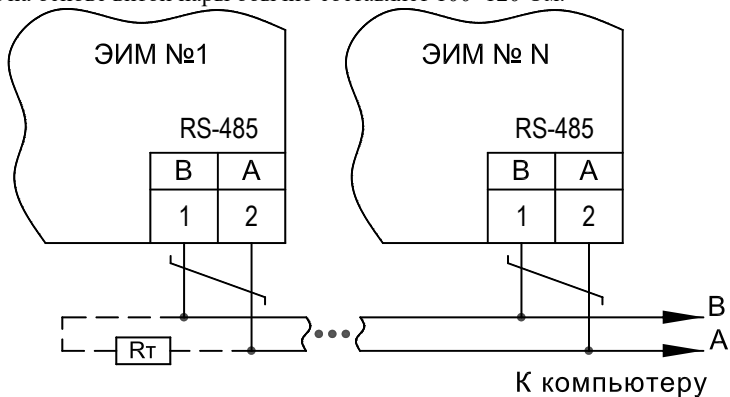 ЭИМ №1
ЭИМ № N
RS-485
RS-485
B A
B A
1 2
1 2
B
Rт
A
К компьютеру